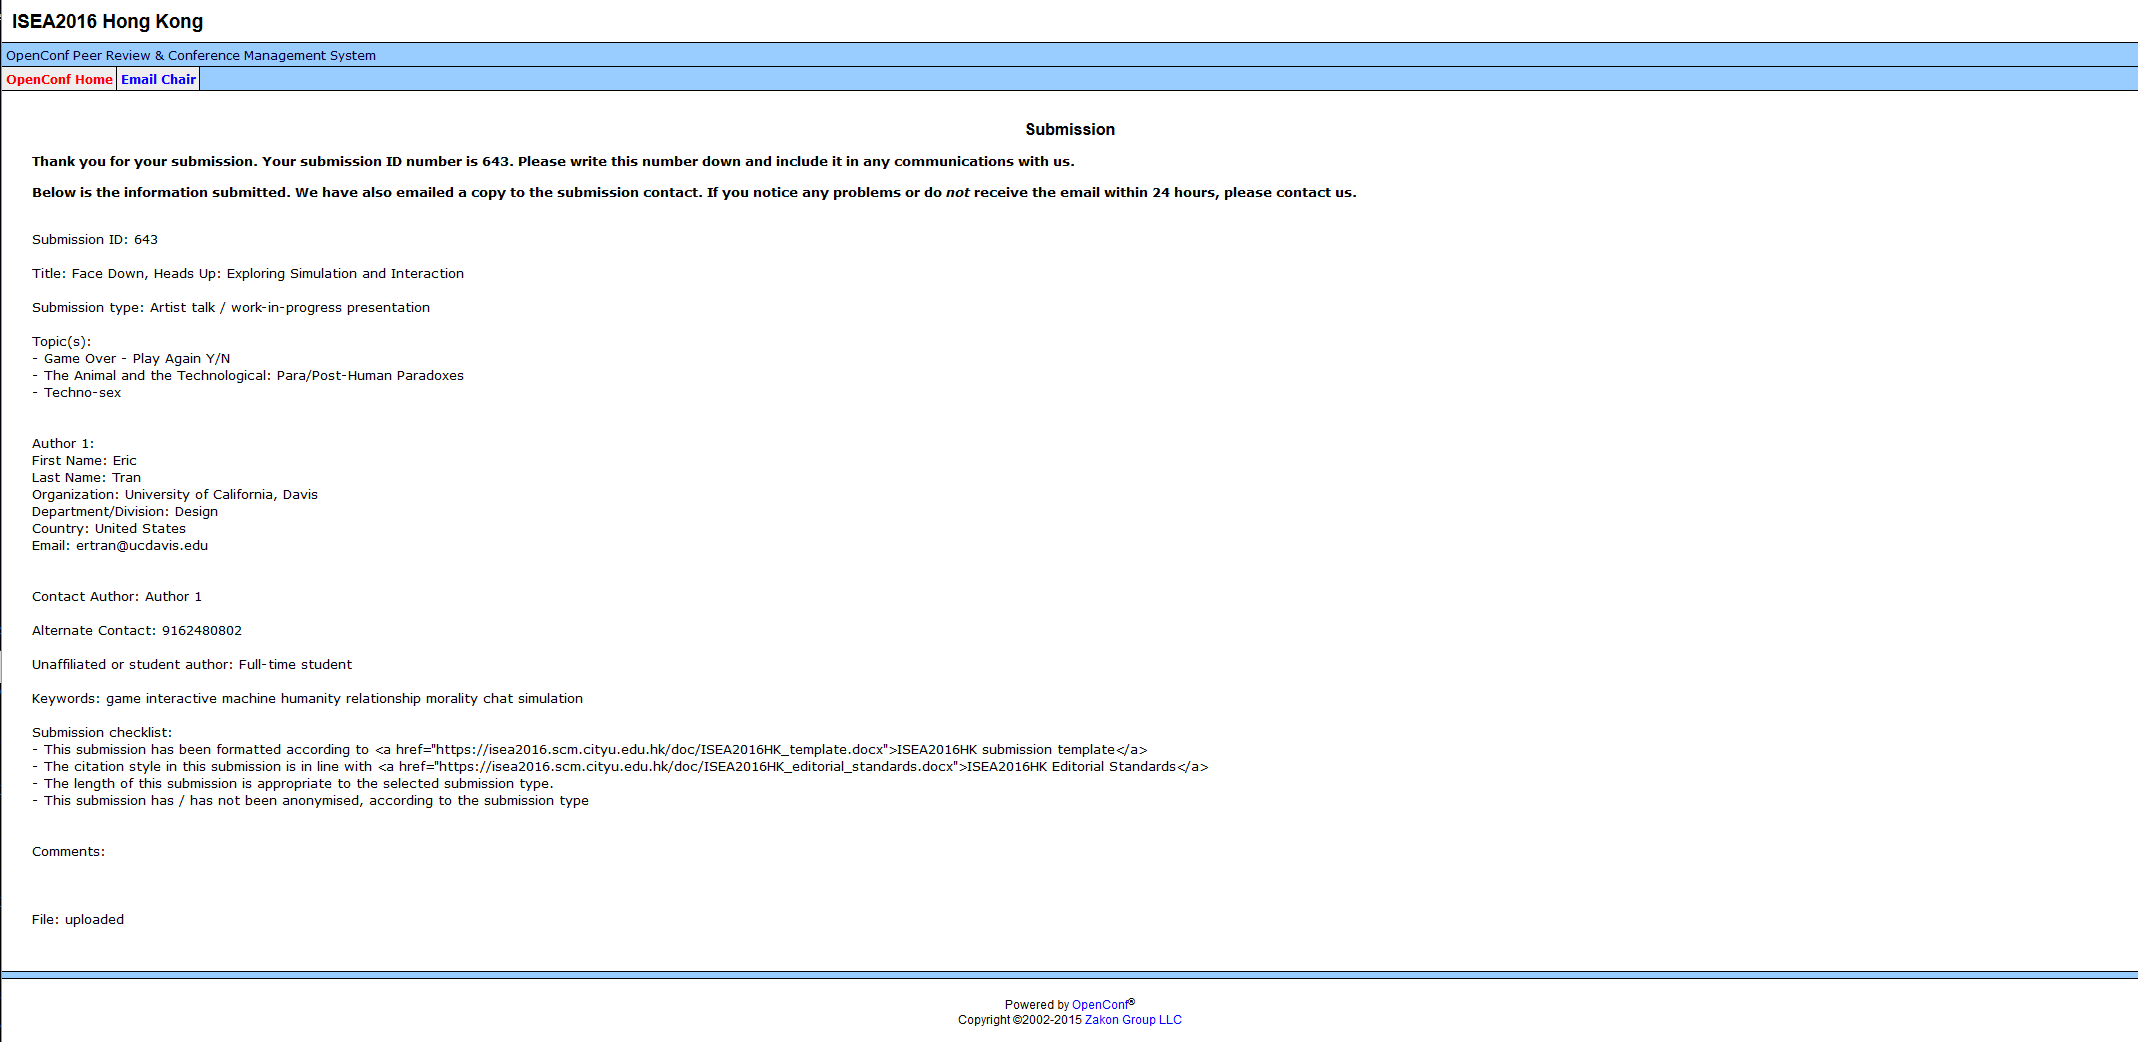 ISEA2016 Hong Kong
OpenConf Peer Review & Conference Management System
OpenConf Home Email Chair
Submission
Thank you for your submission. Your submission ID number is 643. Please write this number down and include it in any communications with us.
Below is the information submitted. We have also emailed a copy to the submission contact. If you notice any problems or do not receive the email within 24 hours, please contact us.
Submission ID: 643
Title: Face Down, Heads Up: Exploring Simulation and Interaction
Submission type: Artist talk / work-in-progress presentation
Topic(s):
- Game Over - Play Again Y/N
- The Animal and the Technological: Para/Post-Human Paradoxes
- Techno-sex
Author 1:
First Name: Eric
Last Name: Tran
Organization: University of California, Davis
Department/Division: Design
Country: United States
Email: ertran@ucdavis.edu
Contact Author: Author 1
Alternate Contact: 9162480802
Unaffiliated or student author: Full-time student
Keywords: game interactive machine humanity relationship morality chat simulation
Submission checklist:
- This submission has been formatted according to <a href="https://isea2016.scm.cityu.edu.hk/doc/ISEA2016HK_template.docx">ISEA2016HK submission template</a>
- The citation style in this submission is in line with <a href="https://isea2016.scm.cityu.edu.hk/doc/ISEA2016HK_editorial_standards.docx">ISEA2016HK Editorial Standards</a>
- The length of this submission is appropriate to the selected submission type.
- This submission has / has not been anonymised, according to the submission type
Comments:
File: uploaded
Powered by OpenConf®
Copyright ©2002-2015 Zakon Group LLC